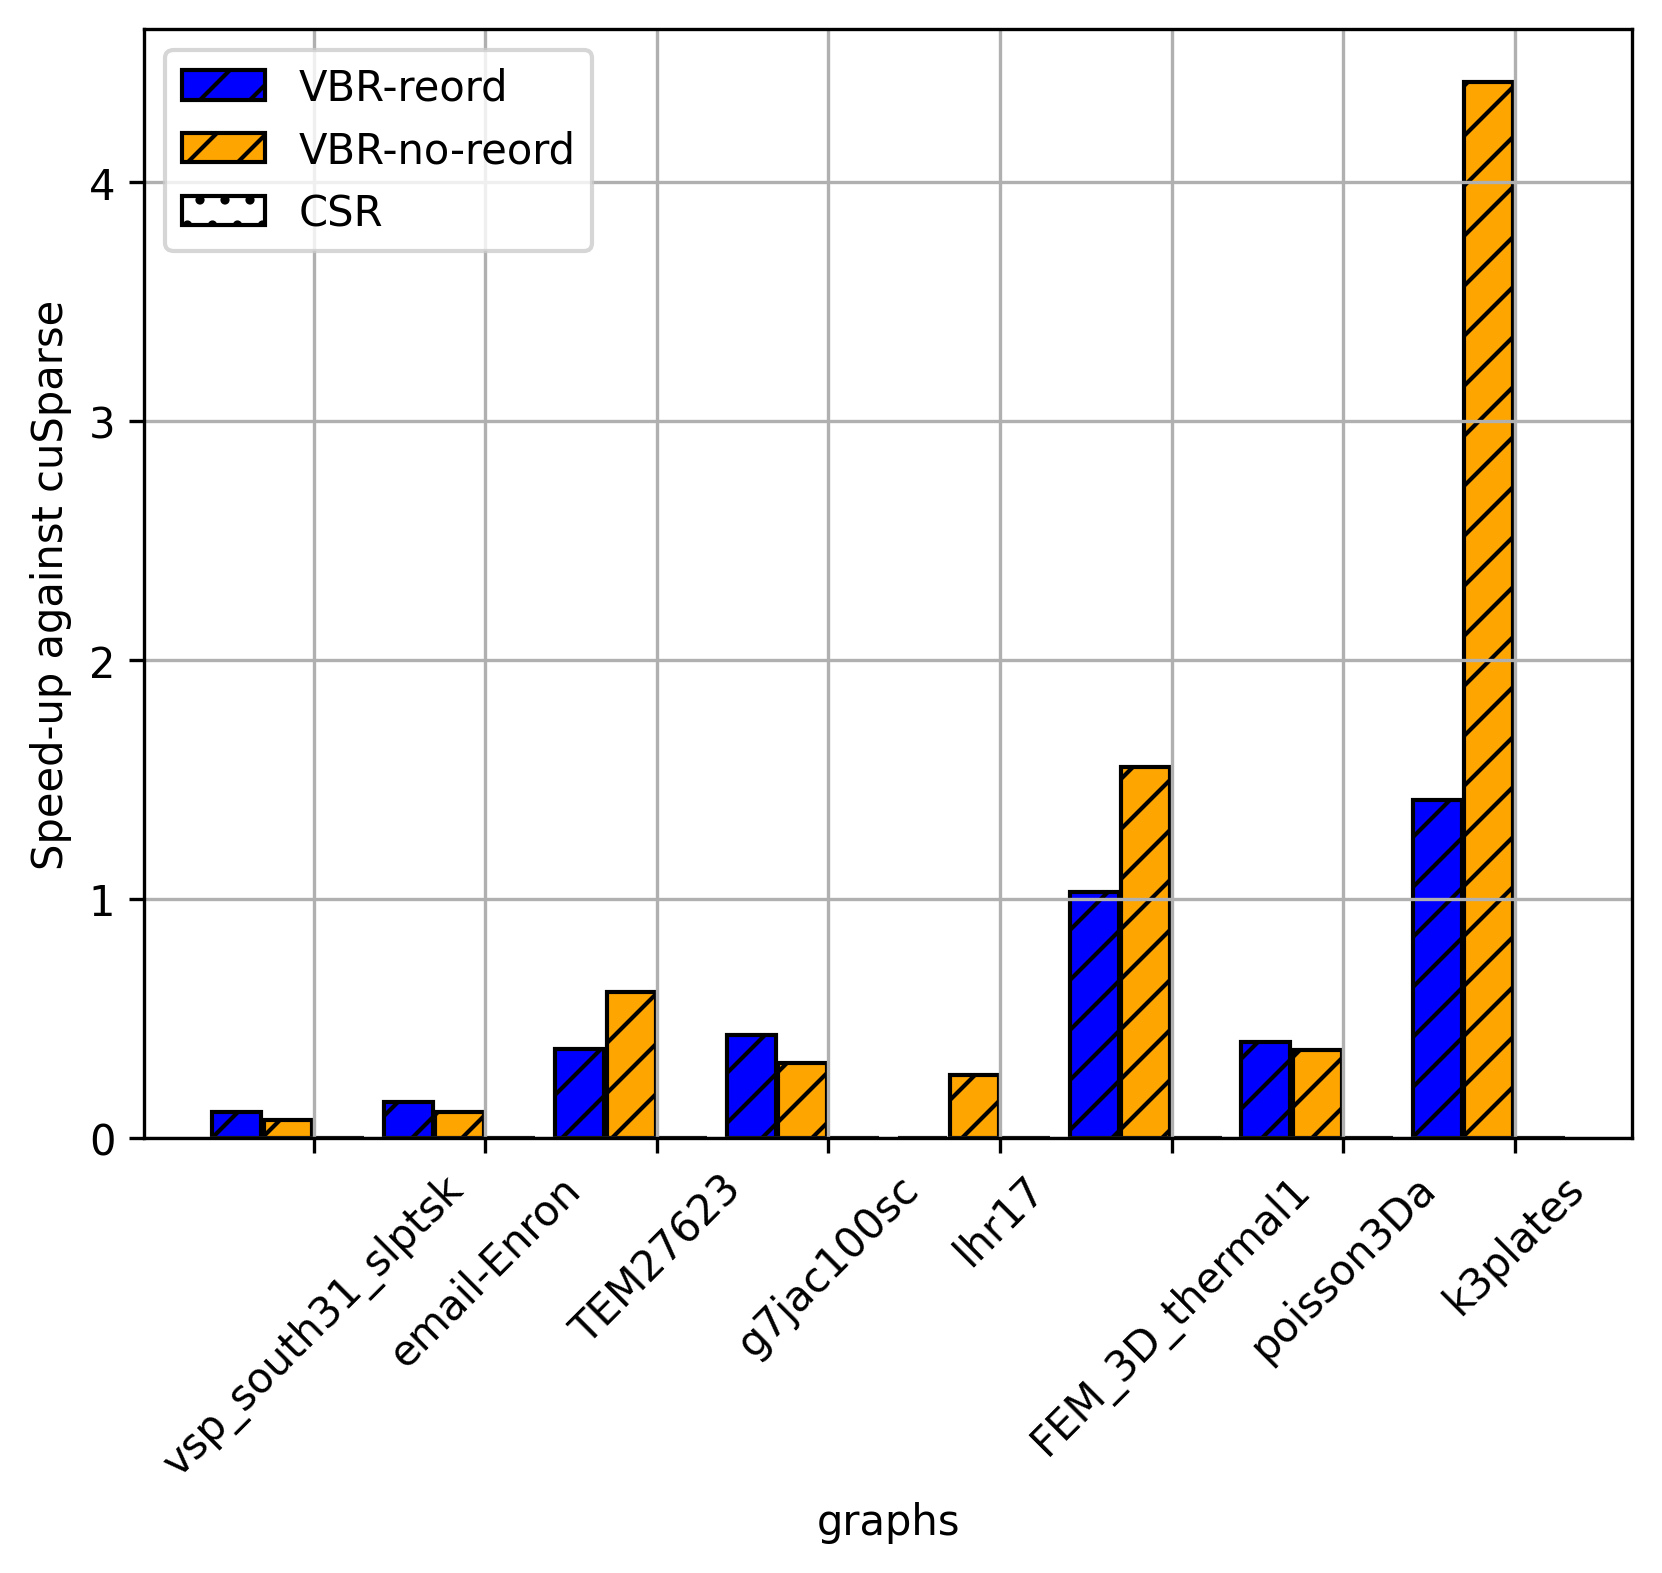 VBR-reord
VBR-no-reord
CSR
Speed-up against cuSparse
4
3
2
1
0
vsp_south31_slptsk
email-Enron
TEM27623
g7jac100sc
lhr17
FEM_3D_thermal1
poisson3Da
k3plates
graphs